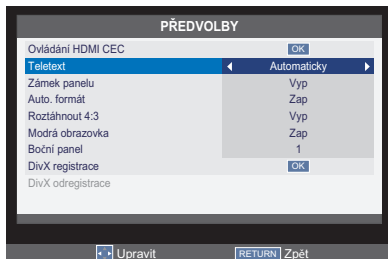 PŘEDVOLBY
Ovládání HDMI CEC OK
Teletext Automaticky
Zámek panelu Vyp
Auto. formát Zap
Roztáhnout 4:3 Vyp
Modrá obrazovka Zap
Boční panel 1
DivX registrace OK
DivX odregistrace
Upravit RETURN Zpět